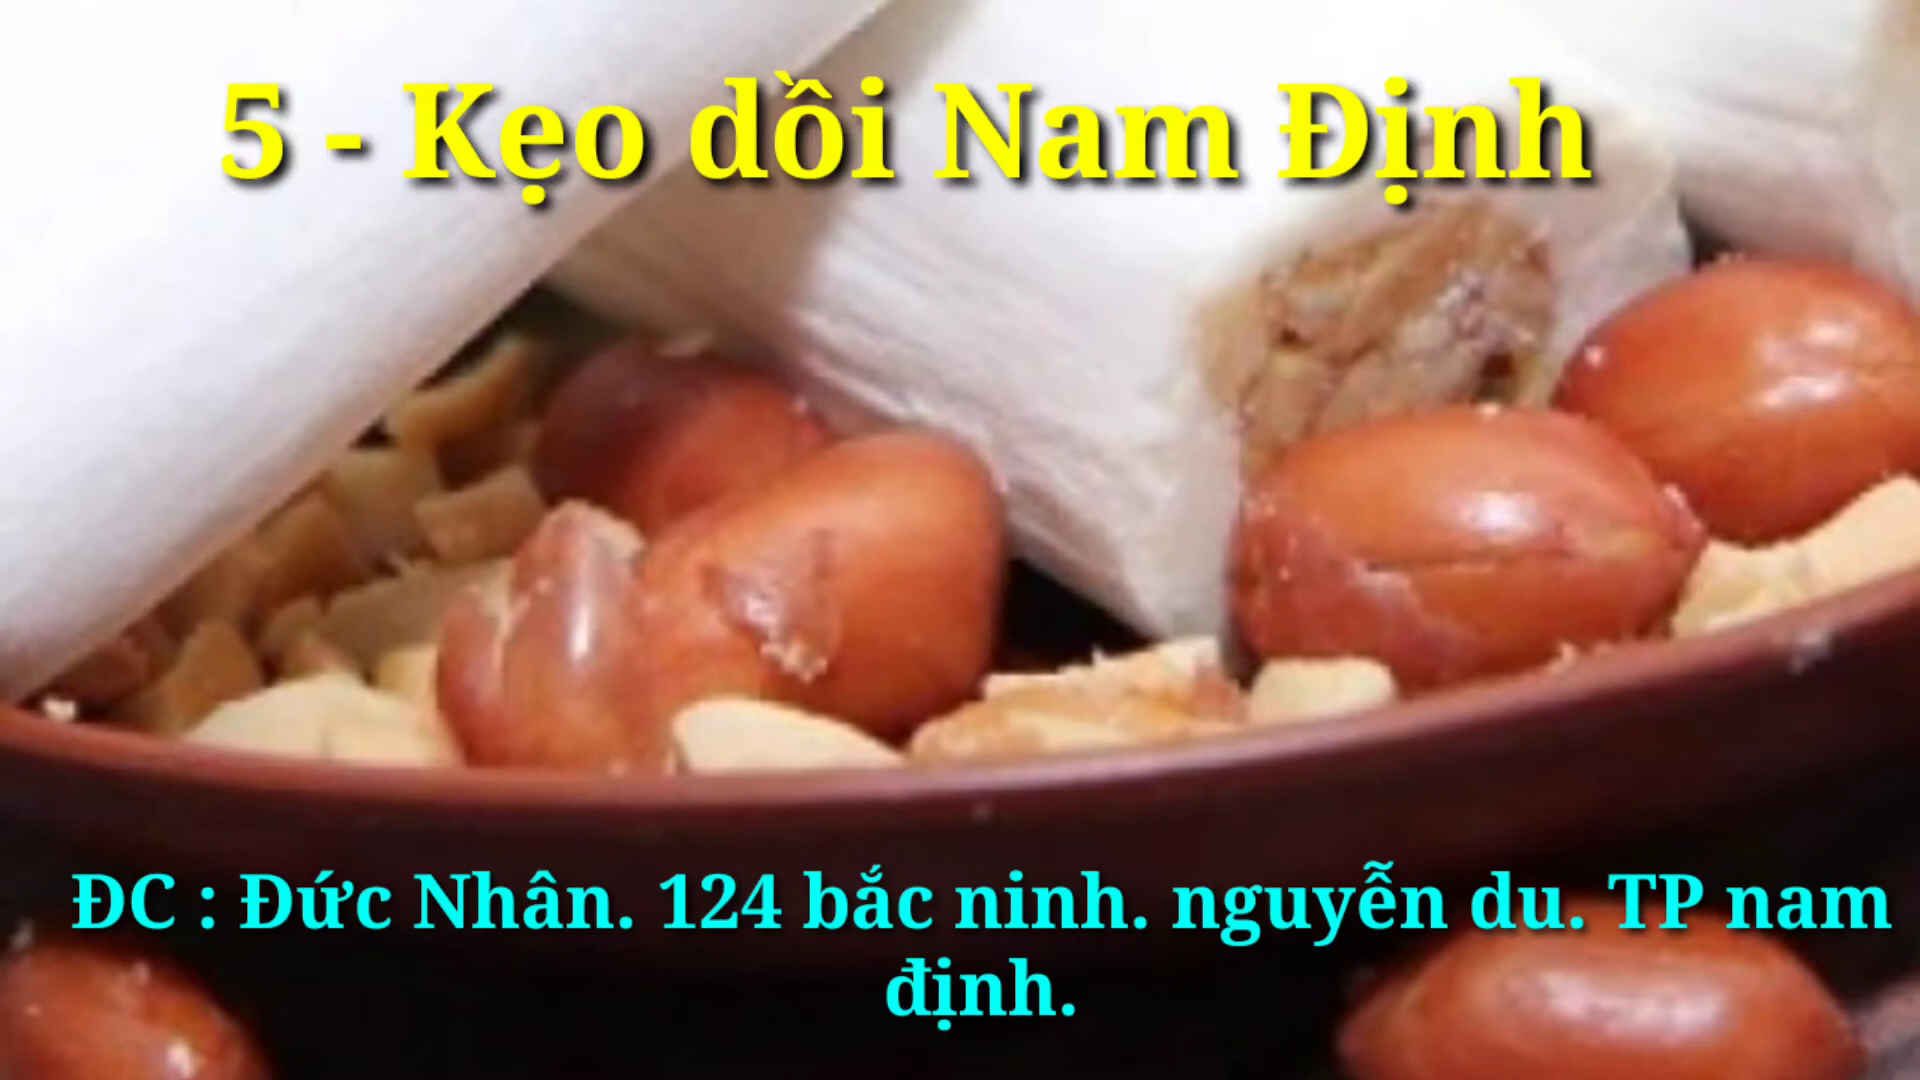 5 - Kẹo dồi Nam Định
ĐC : Đức Nhân. 124 bắc ninh. nguyễn du. TP nam
định.